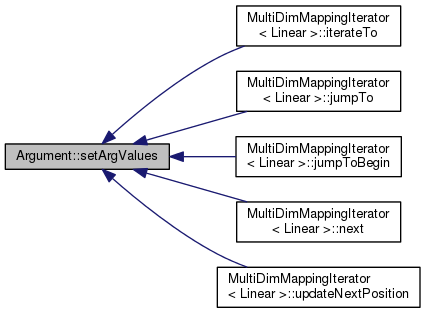 MultiDimMappingIterator
< Linear >::iterateTo
MultiDimMappingIterator
< Linear >::jumpTo
Argument::setArgValues
MultiDimMappingIterator
< Linear >::jumpToBegin
MultiDimMappingIterator
< Linear >::next
MultiDimMappingIterator
< Linear >::updateNextPosition